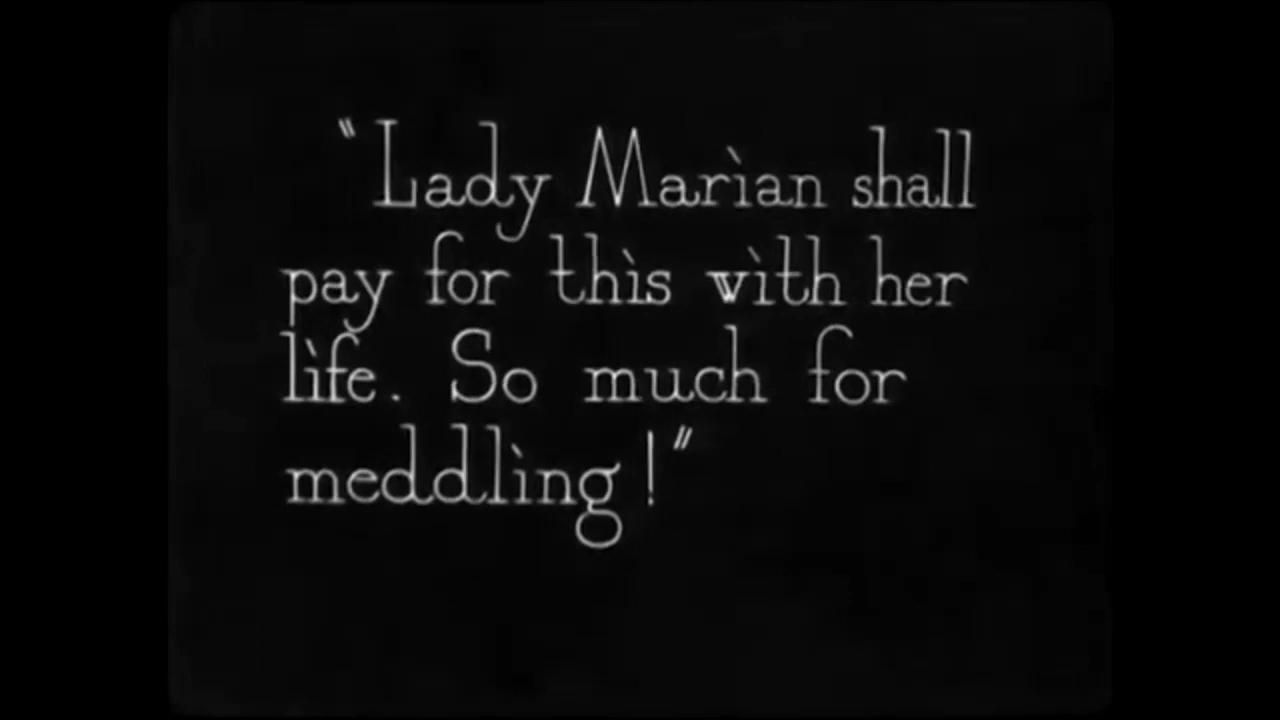 "Lady Marian shall
pay for this with her
life. So much for
meddling!"